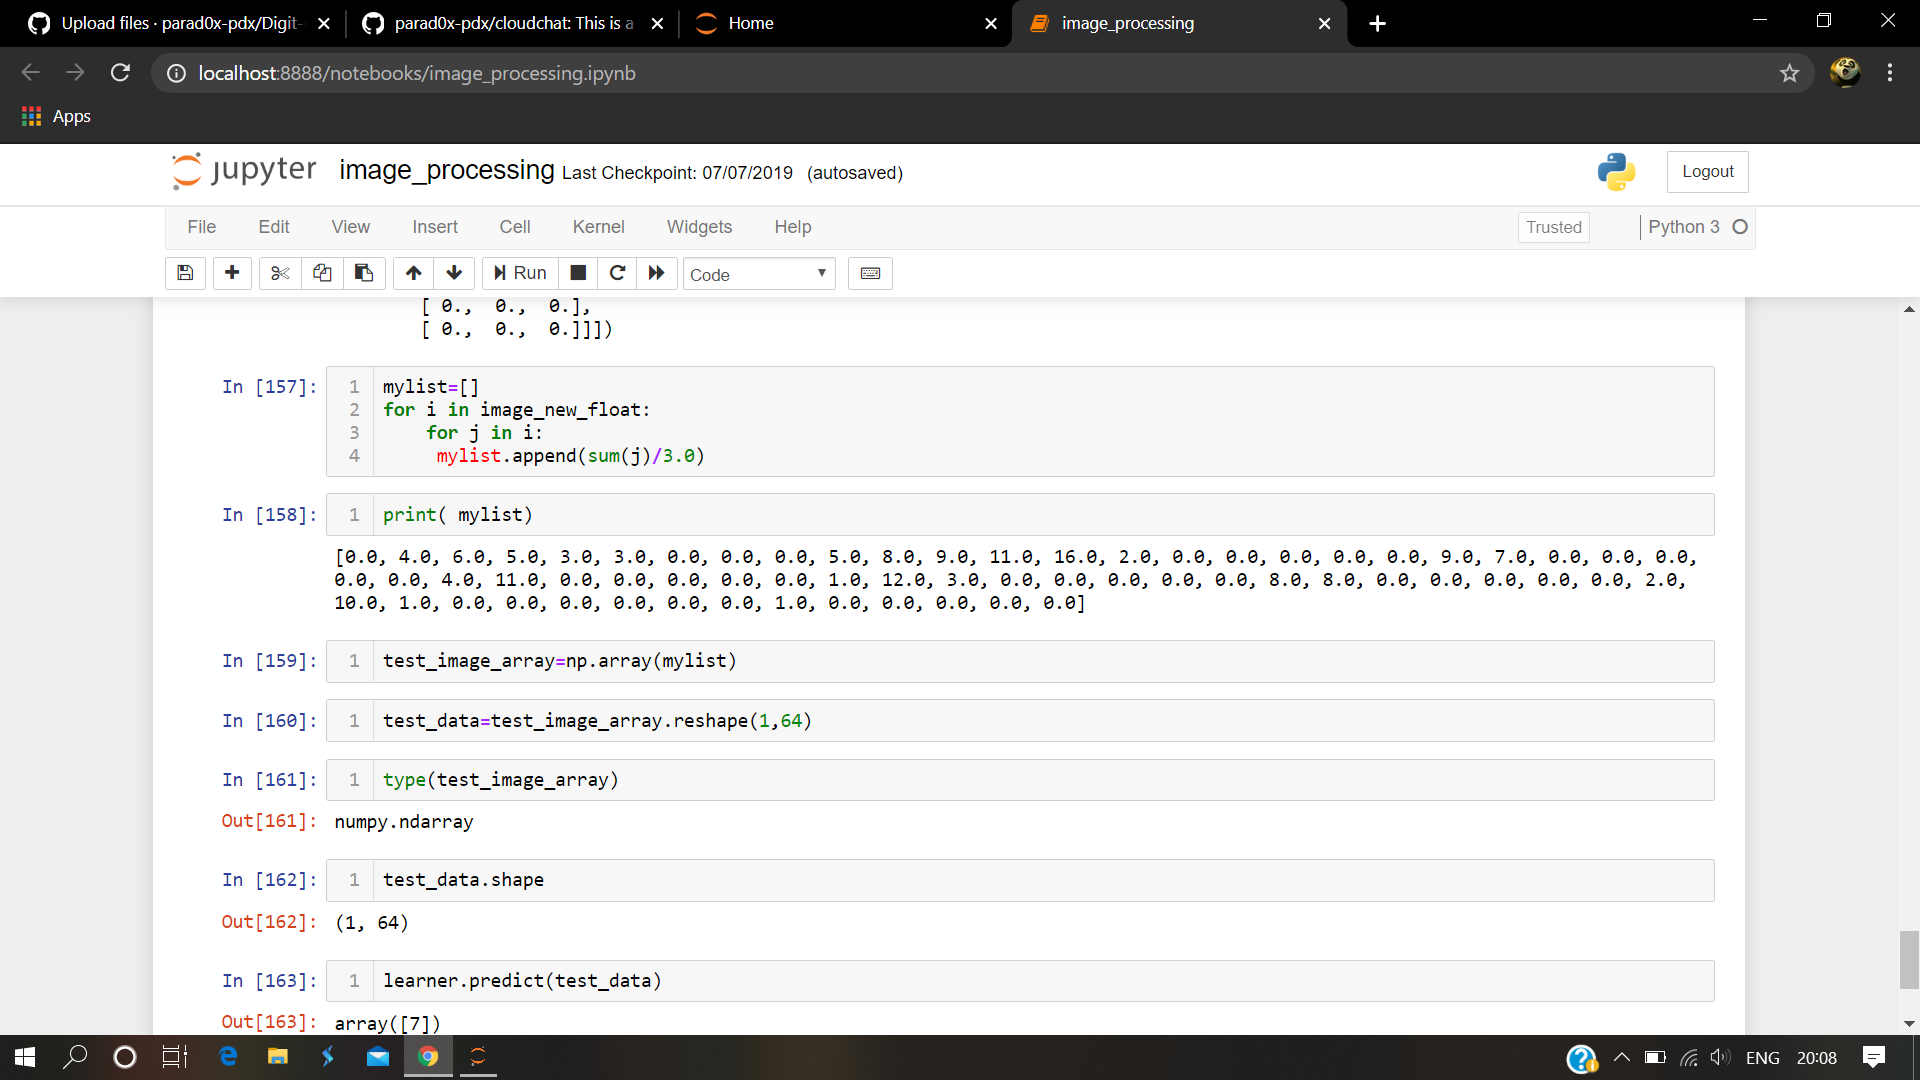 Upload files · parad0x-pdx/Digit-
parad0x-pdx/cloudchat: This is a
Home
image_processing
localhost:8888/notebooks/image_processing.ipynb
Apps
jupyter image_processing Last Checkpoint: 07/07/2019 (autosaved)
Logout
File Edit View Insert Cell Kernel Widgets Help
Trusted
Python 3
Run
Code
[ 0., 0., 0.],
[ 0., 0., 0.]]])
In [157]:
1 mylist=[]
2 for i in image_new_float:
3 for j in i:
4 mylist.append(sum(j)/3.0)
In [158]:
1 print( mylist)
[0.0, 4.0, 6.0, 5.0, 3.0, 3.0, 0.0, 0.0, 0.0, 5.0, 8.0, 9.0, 11.0, 16.0, 2.0, 0.0, 0.0, 0.0, 0.0, 0.0, 9.0, 7.0, 0.0, 0.0, 0.0,
0.0, 0.0, 4.0, 11.0, 0.0, 0.0, 0.0, 0.0, 0.0, 1.0, 12.0, 3.0, 0.0, 0.0, 0.0, 0.0, 0.0, 8.0, 8.0, 0.0, 0.0, 0.0, 0.0, 0.0, 2.0,
10.0, 1.0, 0.0, 0.0, 0.0, 0.0, 0.0, 0.0, 1.0, 0.0, 0.0, 0.0, 0.0, 0.0]
In [159]:
1 test_image_array=np.array(mylist)
In [160]:
1 test_data=test_image_array.reshape(1,64)
In [161]:
1 type(test_image_array)
Out[161]: numpy.ndarray
In [162]:
1 test_data.shape
Out[162]: (1, 64)
In [163]:
1 learner.predict(test_data)
Out[163]: array([7])
ENG 20:08